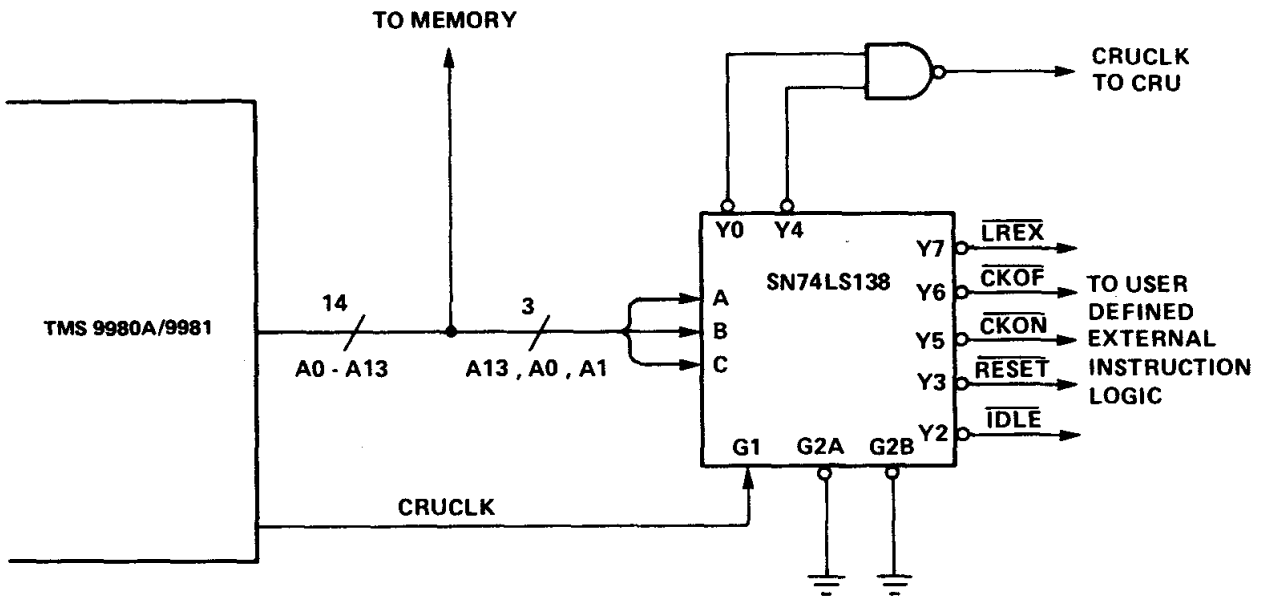 TO MEMORY
CRUCLK
TO CRU
Y0 Y4
SN74LS138
Y7
LREX
Y6
CKOF
Y5
CKON
Y3
RESET
Y2
IDLE
TO USER
DEFINED
EXTERNAL
INSTRUCTION
LOGIC
TMS 9980A/9981
14
A0 - A13
3
A13 , A0 , A1
A
B
C
G1 G2A G2B
CRUCLK